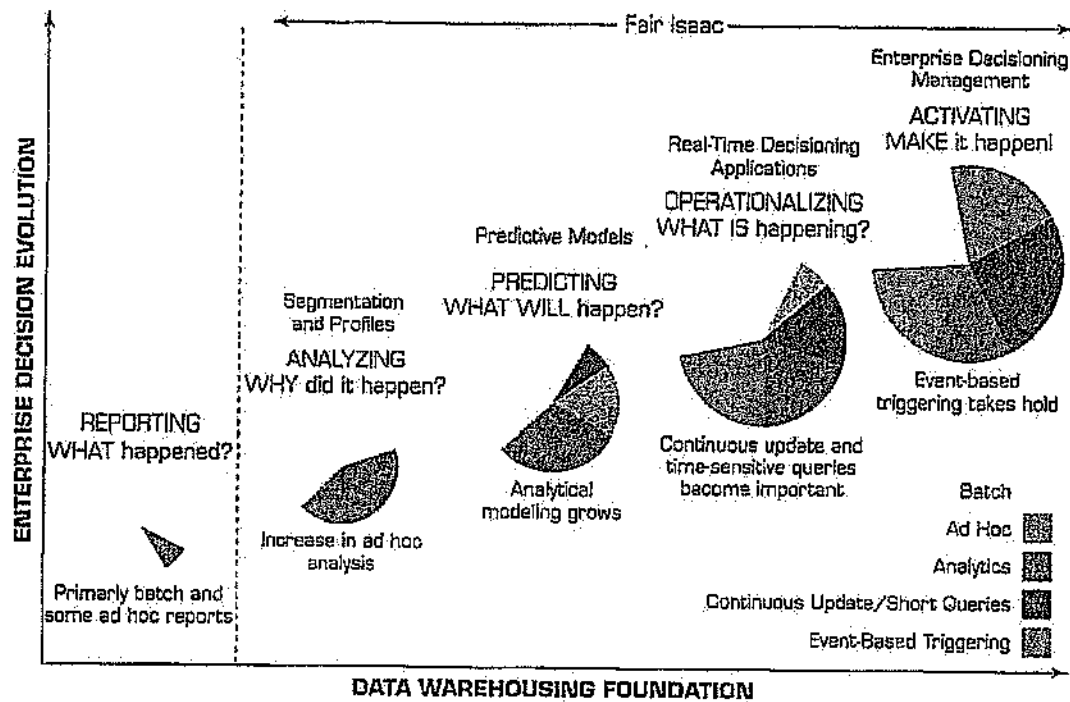 Fair Isaac
Enterprise Decisioning
Management
ACTIVATING
MAKE it happen!
Event-based
triggering takes hold
Real-Time Decisioning
Applications
OPERATIONALIZING
WHAT IS happening?
Continuous update and
time-sensitive queries
become important
Predictive Models
PREDICTING
WHAT WILL happen?
Analytical
modeling grows
Segmentation
and Profiles
ANALYZING
WHY did it happen?
Increase in ad hoc
analysis
REPORTING
WHAT happened?
Primarly batch and
some ad hoc reports
Batch
Ad Hoc
Analytics
Continuous Update/Short Queries
Event-Based Triggering
ENTERPRISE DECISION EVOLUTION
DATA WAREHOUSING FOUNDATION